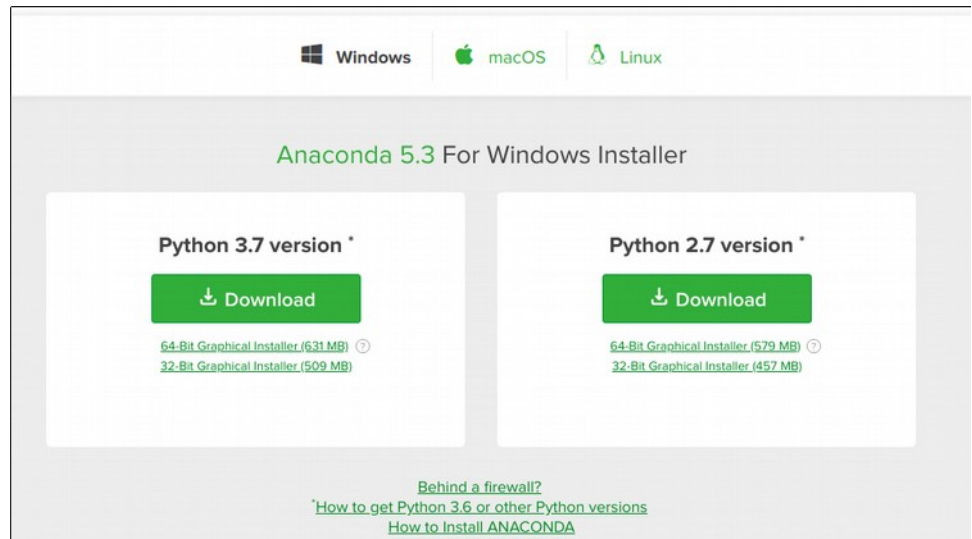 Windows macOS Linux
Anaconda 5.3 For Windows Installer
Python 3.7 version *
Download
64-Bit Graphical Installer (631 MB) ?
32-Bit Graphical Installer (509 MB)
Python 2.7 version *
Download
64-Bit Graphical Installer (579 MB) ?
32-Bit Graphical Installer (457 MB)
Behind a firewall?
*How to get Python 3.6 or other Python versions
How to Install ANACONDA